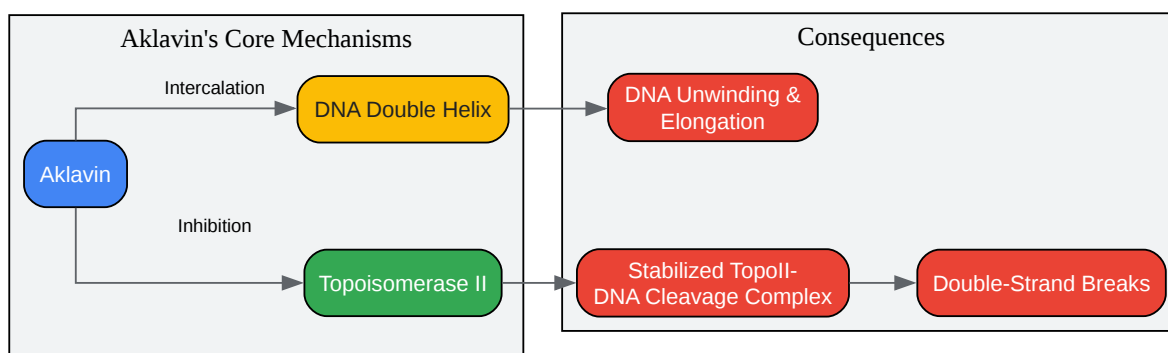 Aklavin's Core Mechanisms
Consequences
Intercalation
DNA Double Helix
DNA Unwinding &
Elongation
Aklavin
Inhibition
Topoisomerase II
Stabilized TopoII-
DNA Cleavage Complex
Double-Strand Breaks